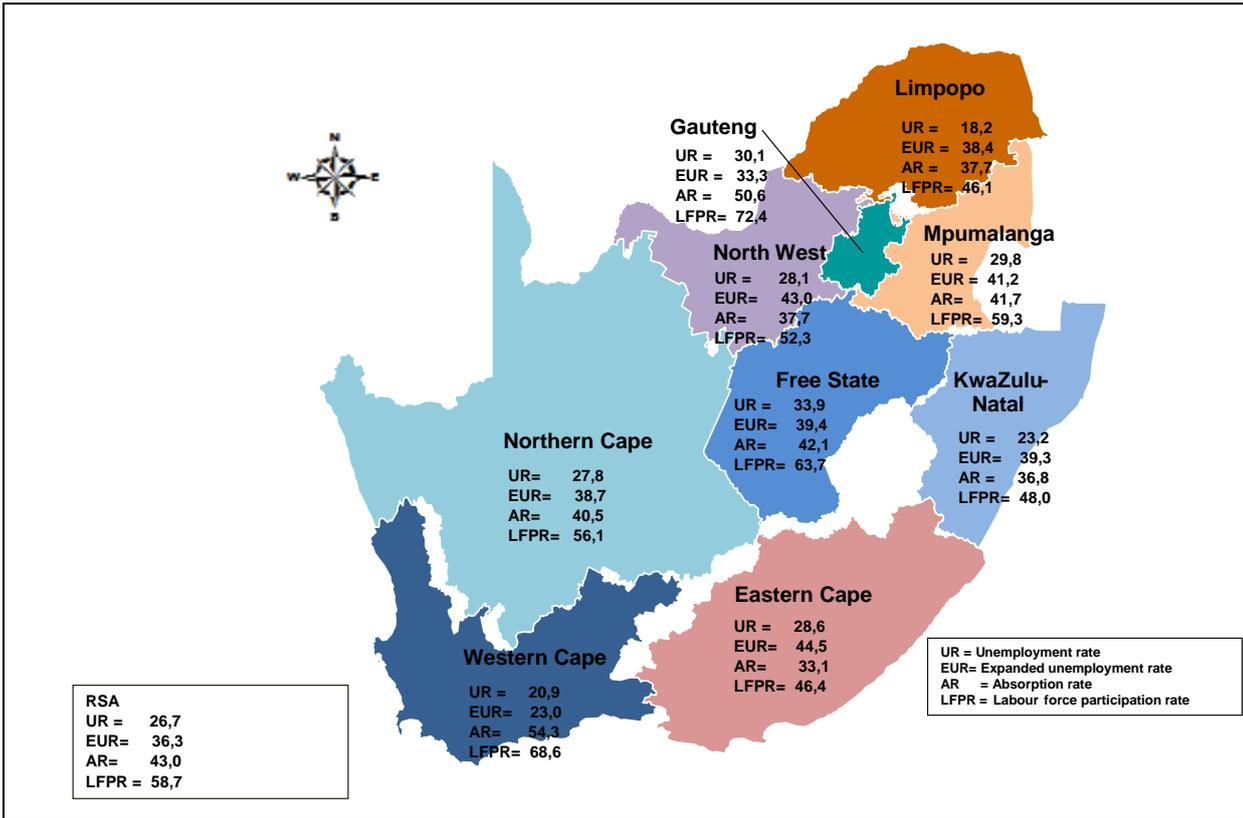 N
W E
S
Limpopo
UR = 18,2
EUR = 38,4
AR = 37,7
LFPR= 46,1
Gauteng
UR = 30,1
EUR = 33,3
AR = 50,6
LFPR= 72,4
Mpumalanga
UR = 29,8
EUR = 41,2
AR= 41,7
LFPR= 59,3
North West
UR = 28,1
EUR= 43,0
AR= 37,7
LFPR= 52,3
Free State
UR = 33,9
EUR= 39,4
AR= 42,1
LFPR= 63,7
KwaZulu-
Natal
UR = 23,2
EUR= 39,3
AR = 36,8
LFPR= 48,0
Northern Cape
UR= 27,8
EUR= 38,7
AR= 40,5
LFPR= 56,1
Eastern Cape
UR = 28,6
EUR= 44,5
AR= 33,1
LFPR= 46,4
Western Cape
UR = 20,9
EUR= 23,0
AR= 54,3
LFPR= 68,6
UR = Unemployment rate
EUR= Expanded unemployment rate
AR = Absorption rate
LFPR = Labour force participation rate
RSA
UR = 26,7
EUR= 36,3
AR= 43,0
LFPR = 58,7